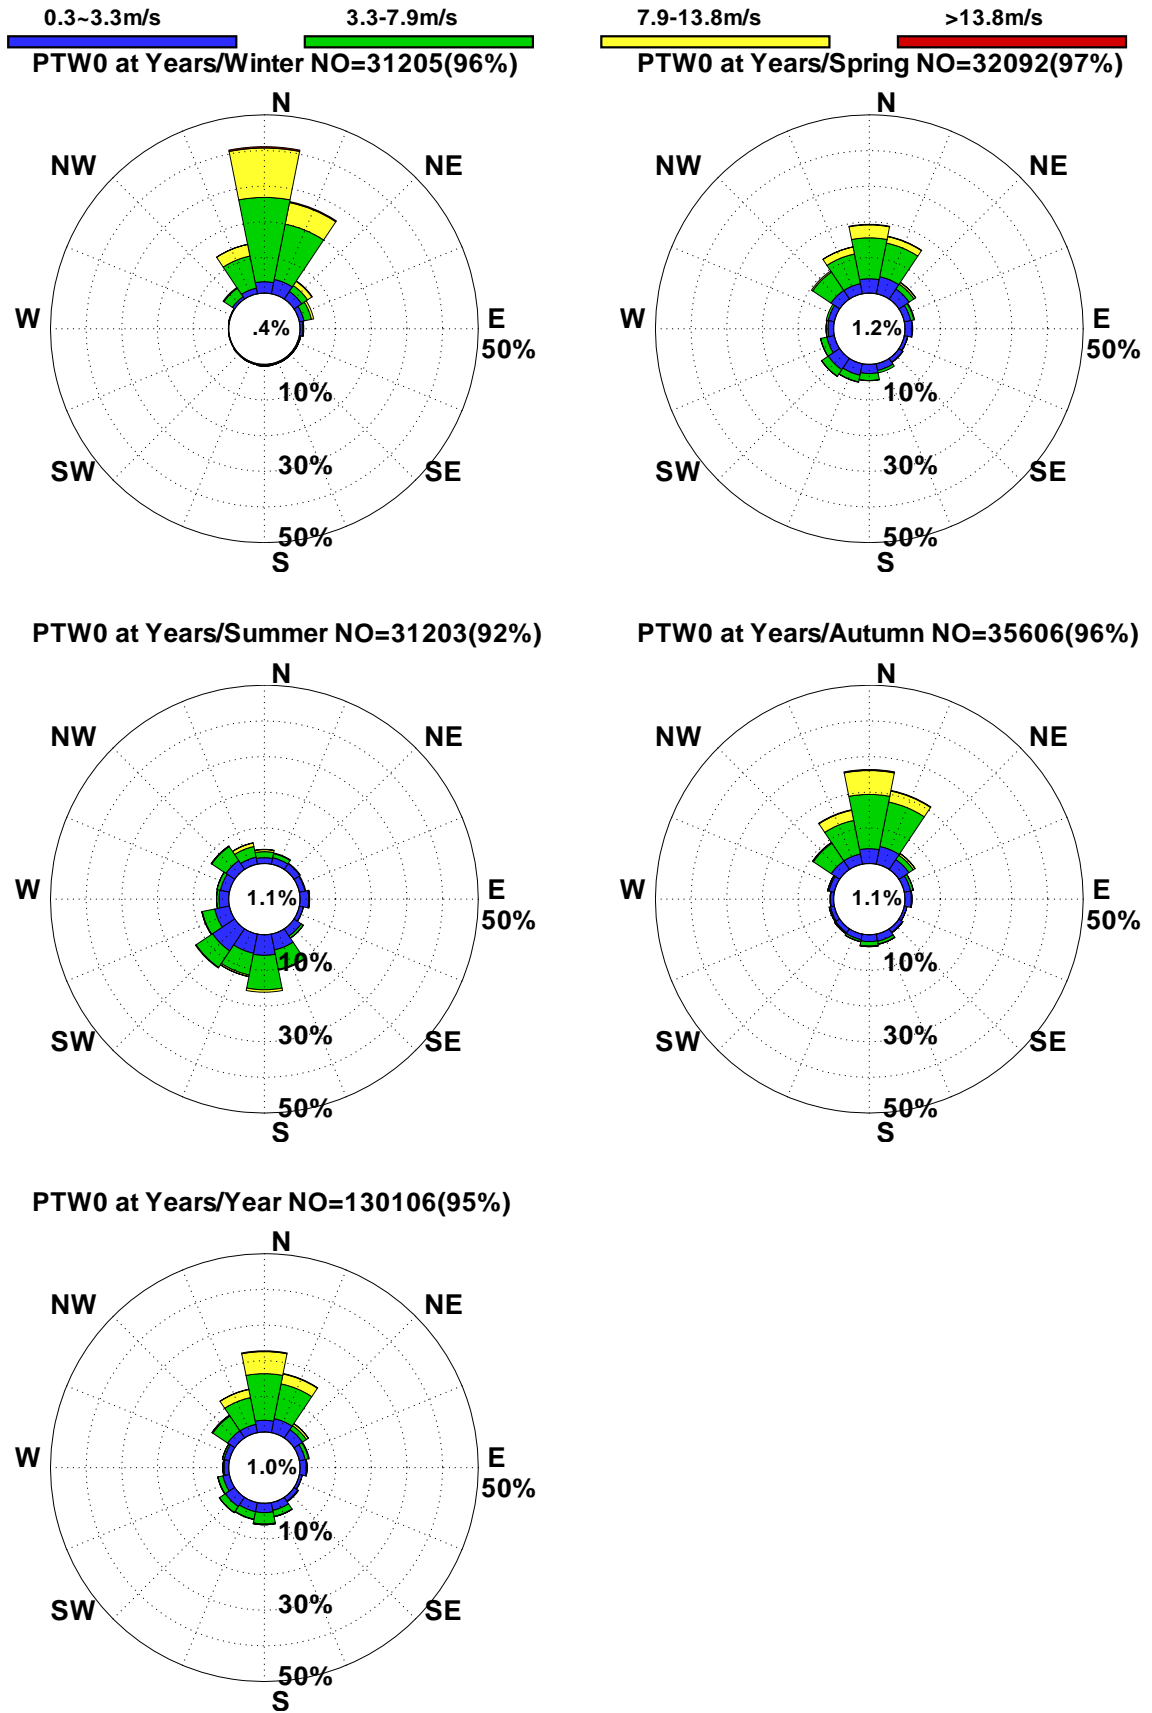 0.3~3.3m/s 3.3-7.9m/s 7.9-13.8m/s >13.8m/s
PTW0 at Years/Winter NO=31205(96%)
N
NW NE
W .4% E
50%
10%
SW 30% SE
50%
S
PTW0 at Years/Spring NO=32092(97%)
N
NW NE
W 1.2% E
50%
10%
SW 30% SE
50%
S
PTW0 at Years/Summer NO=31203(92%)
N
NW NE
W 1.1% E
50%
10%
SW 30% SE
50%
S
PTW0 at Years/Autumn NO=35606(96%)
N
NW NE
W 1.1% E
50%
10%
SW 30% SE
50%
S
PTW0 at Years/Year NO=130106(95%)
N
NW NE
W 1.0% E
50%
10%
SW 30% SE
50%
S